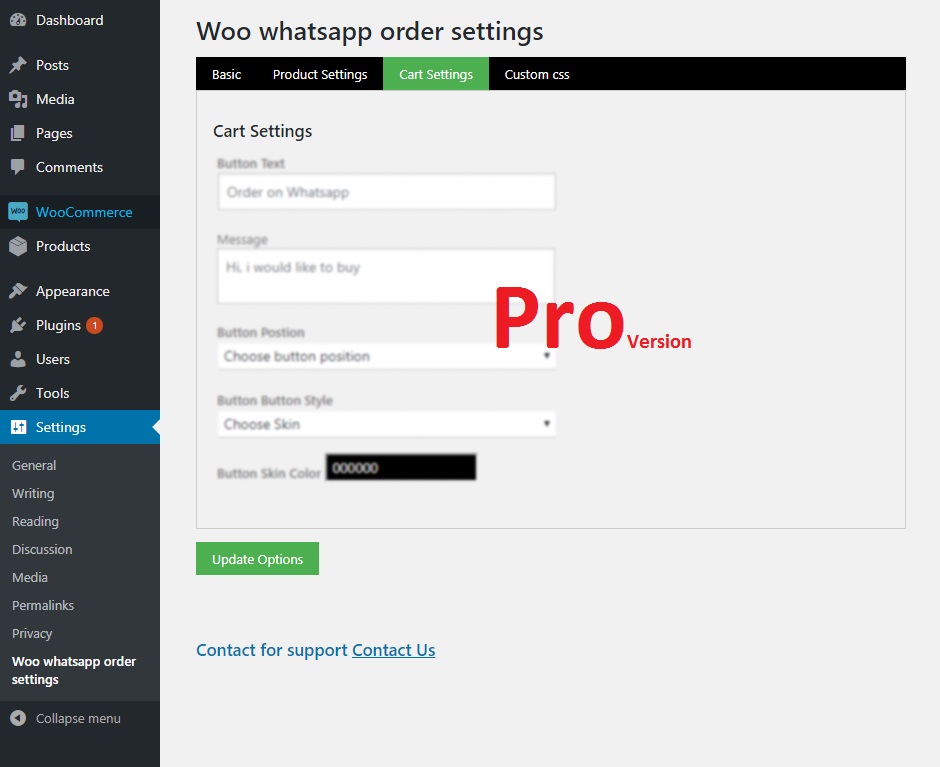 Dashboard
Posts
Media
Pages
Comments
WOO WooCommerce
Products
Appearance
Plugins 1
Users
Tools
Settings
General
Writing
Reading
Discussion
Media
Permalinks
Privacy
Woo whatsapp order
settings
Collapse menu
Woo whatsapp order settings
Basic Product Settings Cart Settings Custom css
Cart Settings
Button Text
Order on Whatsapp
Message
Hi, i would like to buy
Pro Version
Button Postion
Choose button position
Button Button Style
Choose Skin
Button Skin Color 000000
Update Options
Contact for support Contact Us